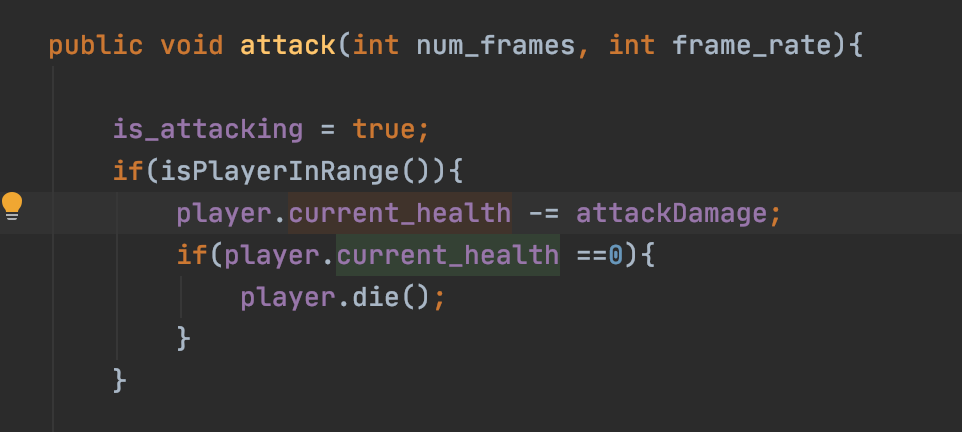 public void attack(int num_frames, int frame_rate){
is_attacking = true;
if(isPlayerInRange()){
player.current_health -= attackDamage;
if(player.current_health ==0){
player.die();
}
}